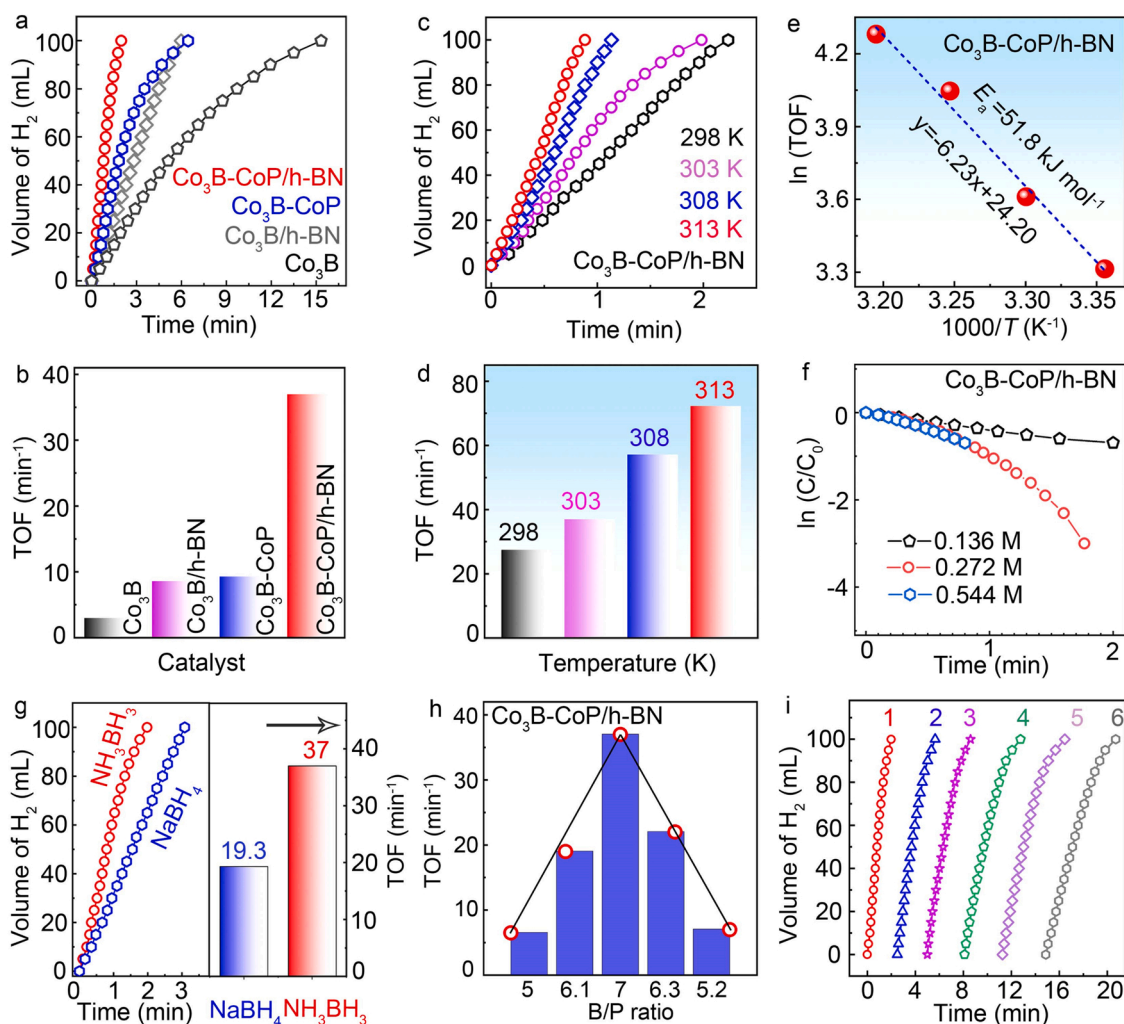 a
Volume of H2 (mL)
100
80
60
40
20
0
Co3B-CoP/h-BN
Co3B-CoP
Co3B/h-BN
Co3B
0 3 6 9 12 15
Time (min)
c
Volume of H2 (mL)
100
80
60
40
20
0
298 K
303 K
308 K
313 K
Co3B-CoP/h-BN
0 1 2
Time (min)
e
ln (TOF)
4.2
3.9
3.6
3.3
Co3B-CoP/h-BN
Ea=51.8 kJ mol-1
y=-6.23x+24.20
3.20 3.25 3.30 3.35
1000/T (K-1)
b
TOF (min-1)
40
30
20
10
0
Co3B
Co3B/h-BN
Co3B-CoP
Co3B-CoP/h-BN
Catalyst
d
TOF (min-1)
80
60
40
20
0
298
303
308
313
Temperature (K)
f
Co3B-CoP/h-BN
ln (C/C0)
0
-2
-4
0.136 M
0.272 M
0.544 M
0 1 2
Time (min)
g
Volume of H2 (mL)
100
80
60
40
20
0
NH3BH3
NaBH4
0 1 2 3
Time (min)
19.3
37
NaBH4 NH3BH3
40
30
20
10
0
TOF (min-1)
h
Co3B-CoP/h-BN
TOF (min-1)
40
30
20
10
0
5 6.1 7 6.3 5.2
B/P ratio
i
Volume of H2 (mL)
100
80
60
40
20
0
1 2 3 4 5 6
0 4 8 12 16 20
Time (min)